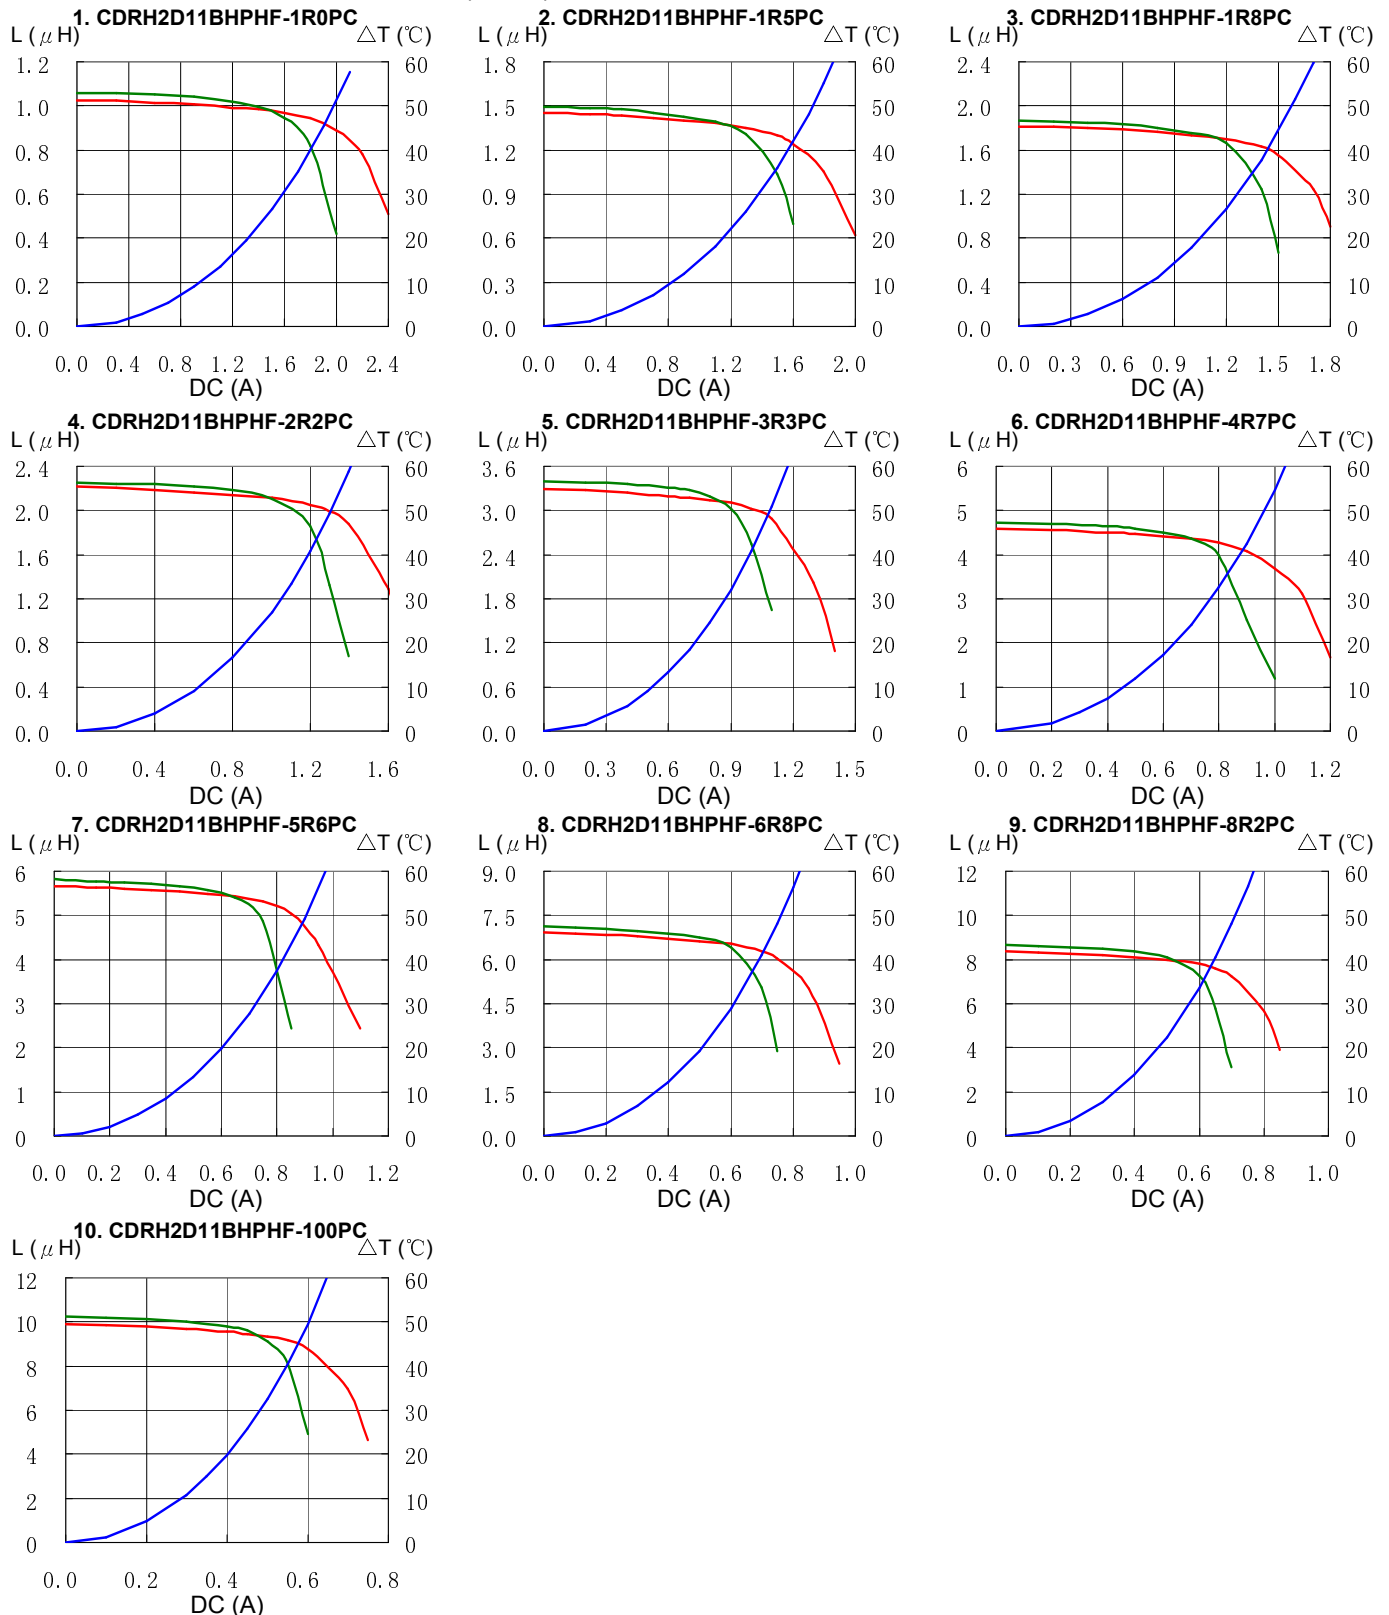 1. CDRH2D11BHPHF-1R0PC
L ( μ H) △T (℃)
1.2 60
1.0 50
0.8 40
0.6 30
0.4 20
0.2 10
0.0 0
0.0 0.4 0.8 1.2 1.6 2.0 2.4
DC (A)
2. CDRH2D11BHPHF-1R5PC
L ( μ H) △T (℃)
1.8 60
1.5 50
1.2 40
0.9 30
0.6 20
0.3 10
0.0 0
0.0 0.4 0.8 1.2 1.6 2.0
DC (A)
3. CDRH2D11BHPHF-1R8PC
L ( μ H) △T (℃)
2.4 60
2.0 50
1.6 40
1.2 30
0.8 20
0.4 10
0.0 0
0.0 0.3 0.6 0.9 1.2 1.5 1.8
DC (A)
4. CDRH2D11BHPHF-2R2PC
L ( μ H) △T (℃)
2.4 60
2.0 50
1.6 40
1.2 30
0.8 20
0.4 10
0.0 0
0.0 0.4 0.8 1.2 1.6
DC (A)
5. CDRH2D11BHPHF-3R3PC
L ( μ H) △T (℃)
3.6 60
3.0 50
2.4 40
1.8 30
1.2 20
0.6 10
0.0 0
0.0 0.3 0.6 0.9 1.2 1.5
DC (A)
6. CDRH2D11BHPHF-4R7PC
L ( μ H) △T (℃)
6 60
5 50
4 40
3 30
2 20
1 10
0 0
0.0 0.2 0.4 0.6 0.8 1.0 1.2
DC (A)
7. CDRH2D11BHPHF-5R6PC
L ( μ H) △T (℃)
6 60
5 50
4 40
3 30
2 20
1 10
0 0
0.0 0.2 0.4 0.6 0.8 1.0 1.2
DC (A)
8. CDRH2D11BHPHF-6R8PC
L ( μ H) △T (℃)
9.0 60
7.5 50
6.0 40
4.5 30
3.0 20
1.5 10
0.0 0
0.0 0.2 0.4 0.6 0.8 1.0
DC (A)
9. CDRH2D11BHPHF-8R2PC
L ( μ H) △T (℃)
12 60
10 50
8 40
6 30
4 20
2 10
0 0
0.0 0.2 0.4 0.6 0.8 1.0
DC (A)
10. CDRH2D11BHPHF-100PC
L ( μ H) △T (℃)
12 60
10 50
8 40
6 30
4 20
2 10
0 0
0.0 0.2 0.4 0.6 0.8
DC (A)